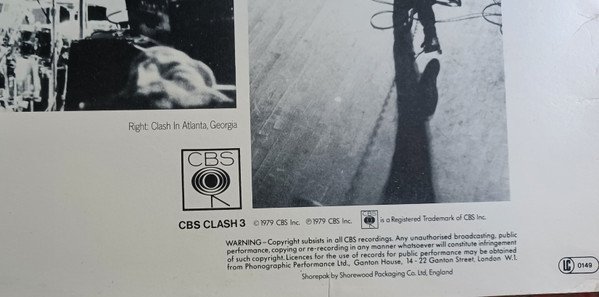 Right: Clash In Atlanta, Georgia
CBS
CBS CLASH 3 © 1979 CBS Inc. ℗ 1979 CBS Inc. CBS is a Registered Trademark of CBS Inc.
WARNING – Copyright subsists in all CBS recordings. Any unauthorised broadcasting, public
performance, copying or re-recording in any manner whatsoever will constitute infringement
of such copyright. Licences for the use of records for public performance may be obtained
from Phonographic Performance Ltd., Ganton House, 14 - 22 Ganton Street, London W.1.
Shorepak by Shorewood Packaging Co. Ltd, England
LC 0149